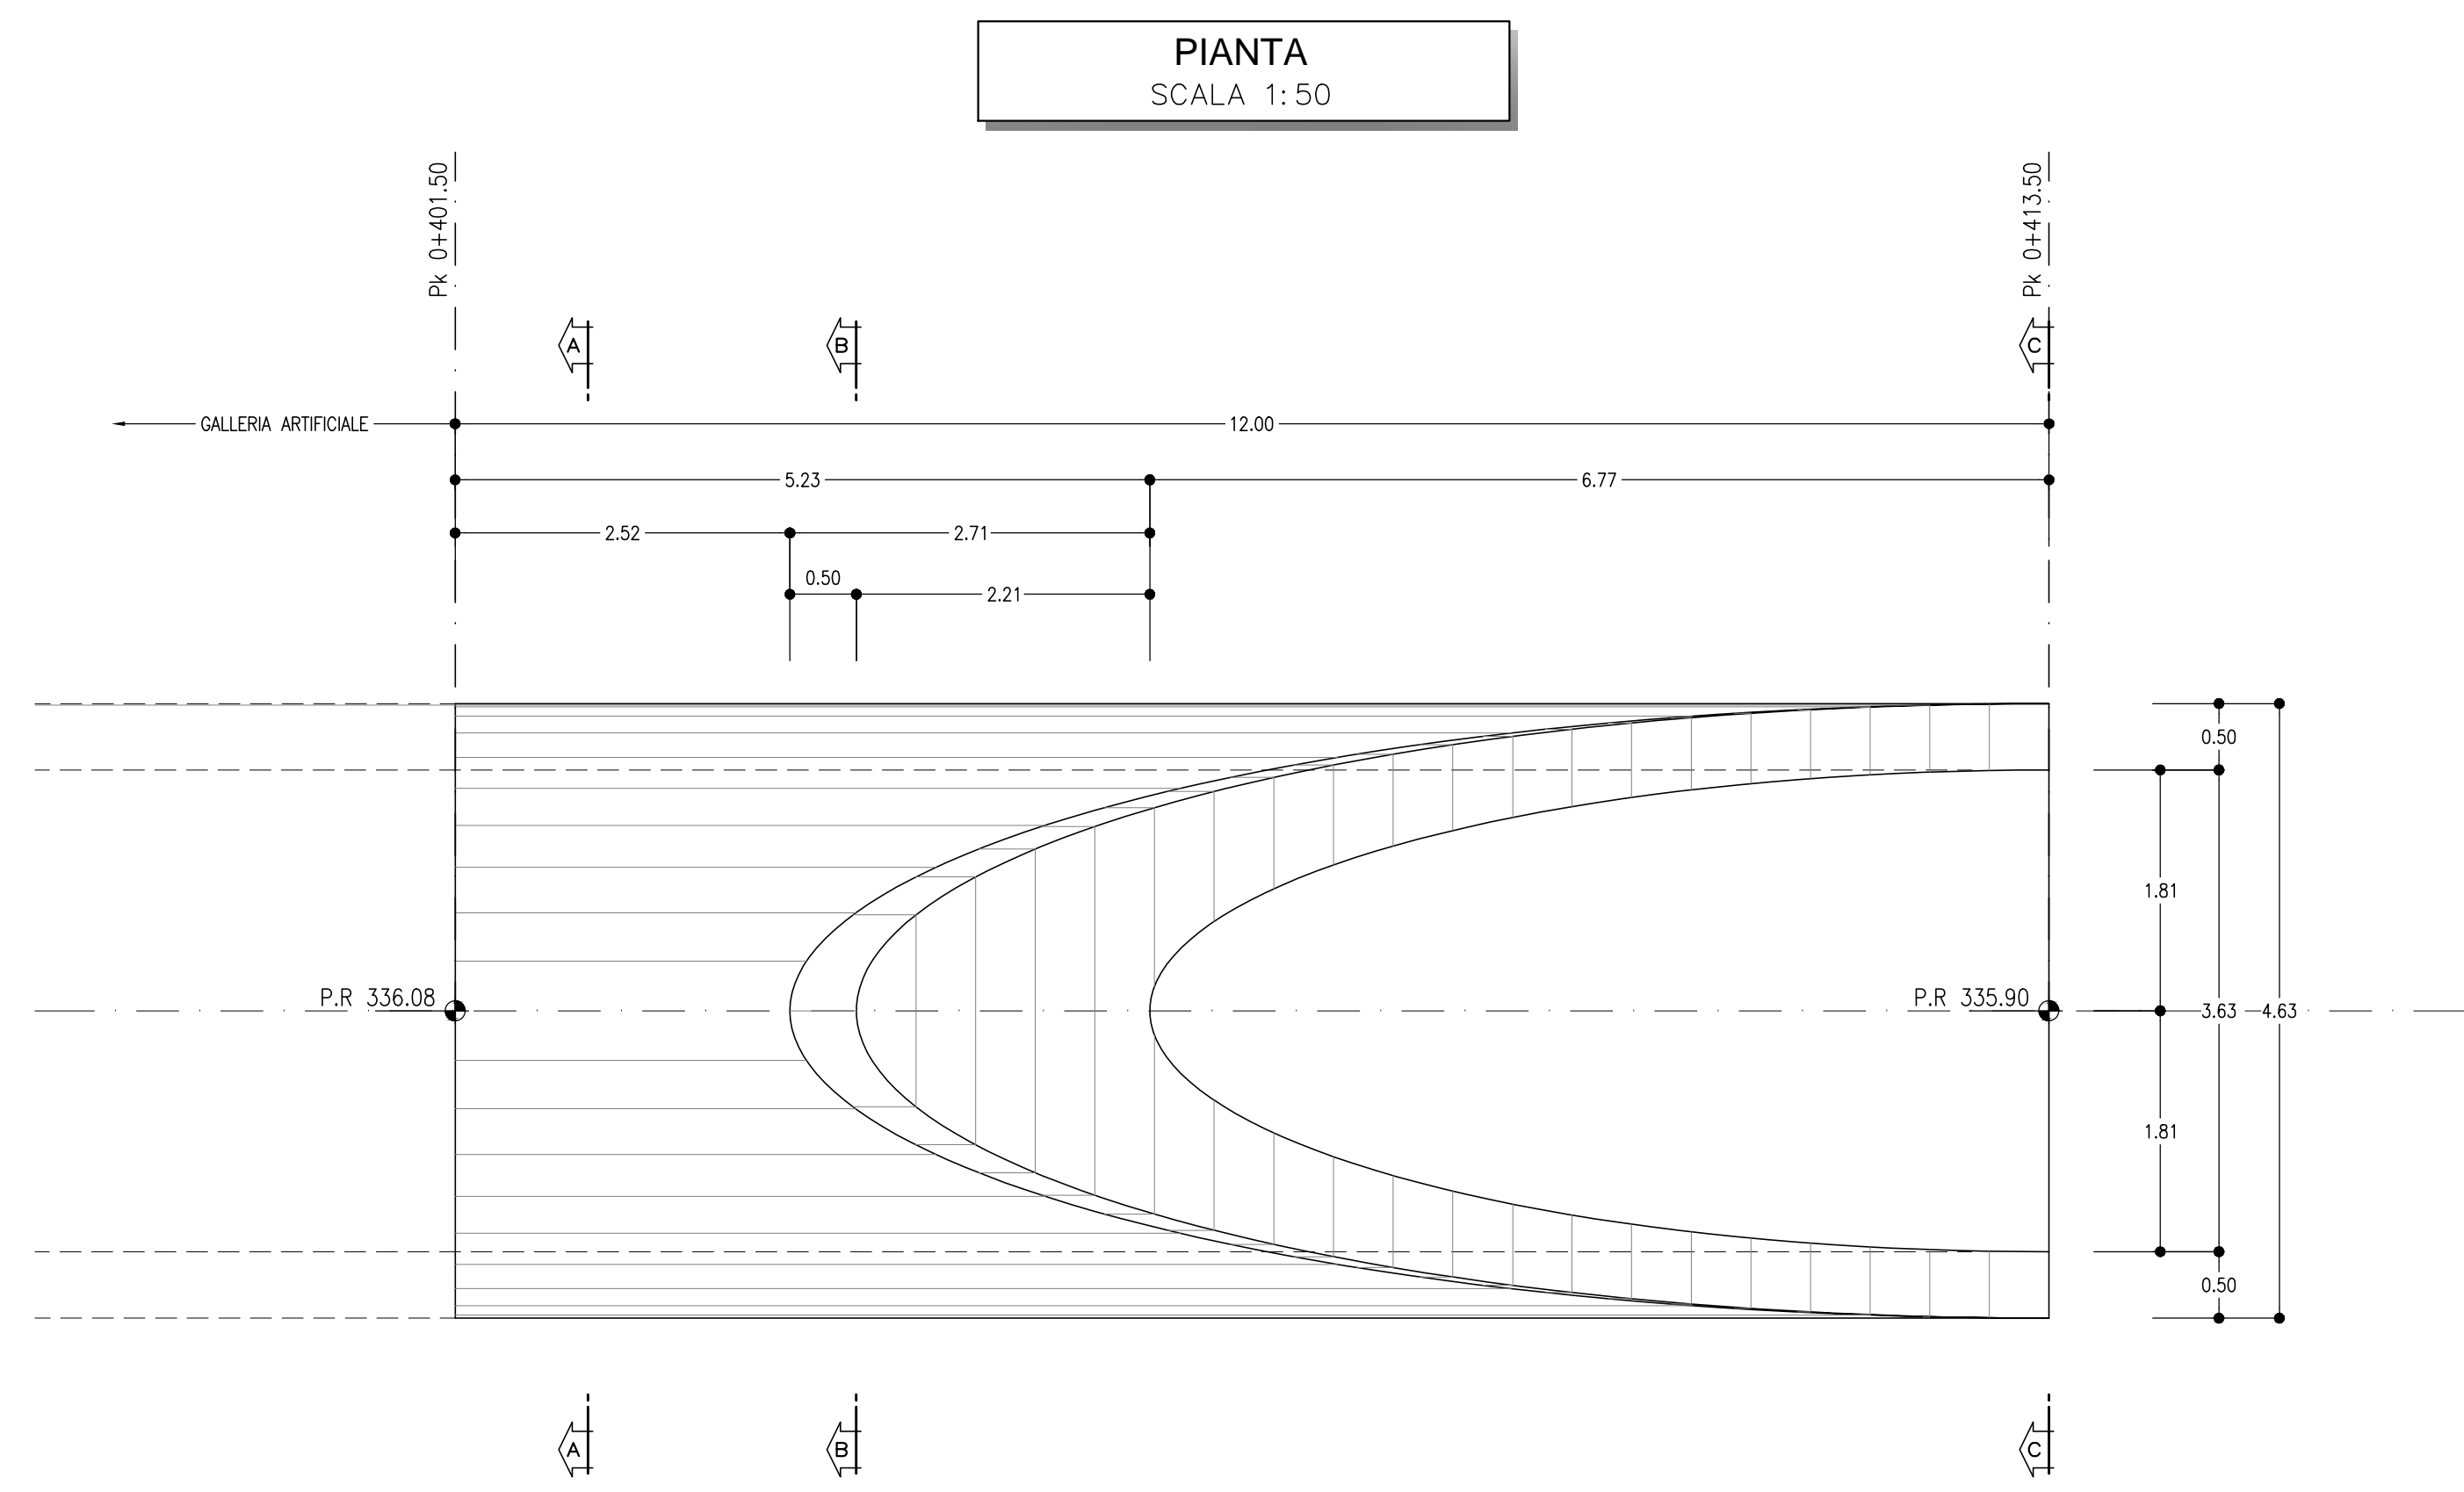 PIANTA
SCALA 1:50
Pk 0+401.50
Pk 0+413.50
A
B
C
GALLERIA ARTIFICIALE
12.00
5.23
6.77
2.52
2.71
0.50
2.21
0.50
1.81
P.R 336.08
P.R 335.90
3.63
4.63
1.81
0.50
A
B
C